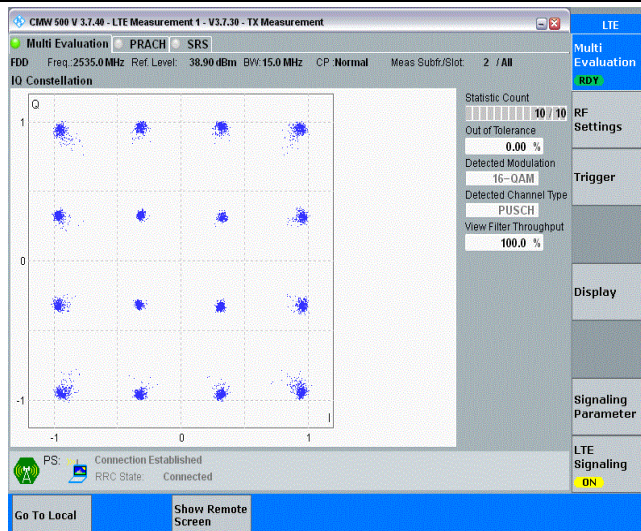 CMW 500 V 3.7.40 - LTE Measurement 1 - V3.7.30 - TX Measurement
LTE
Multi Evaluation PRACH SRS
Multi
Evaluation
RDY
FDD Freq.:2535.0 MHz Ref. Level: 38.90 dBm BW:15.0 MHz CP :Normal Meas Subfr./Slot: 2 / All
IQ Constellation
Q
1
0
-1
-1 0 1
I
Statistic Count
10 / 10
Out of Tolerance
0.00 %
Detected Modulation
16-QAM
Detected Channel Type
PUSCH
View Filter Throughput
100.0 %
RF
Settings
Trigger
Display
Signaling
Parameter
LTE
Signaling
ON
PS: Connection Established
RRC State: Connected
Go To Local
Show Remote
Screen